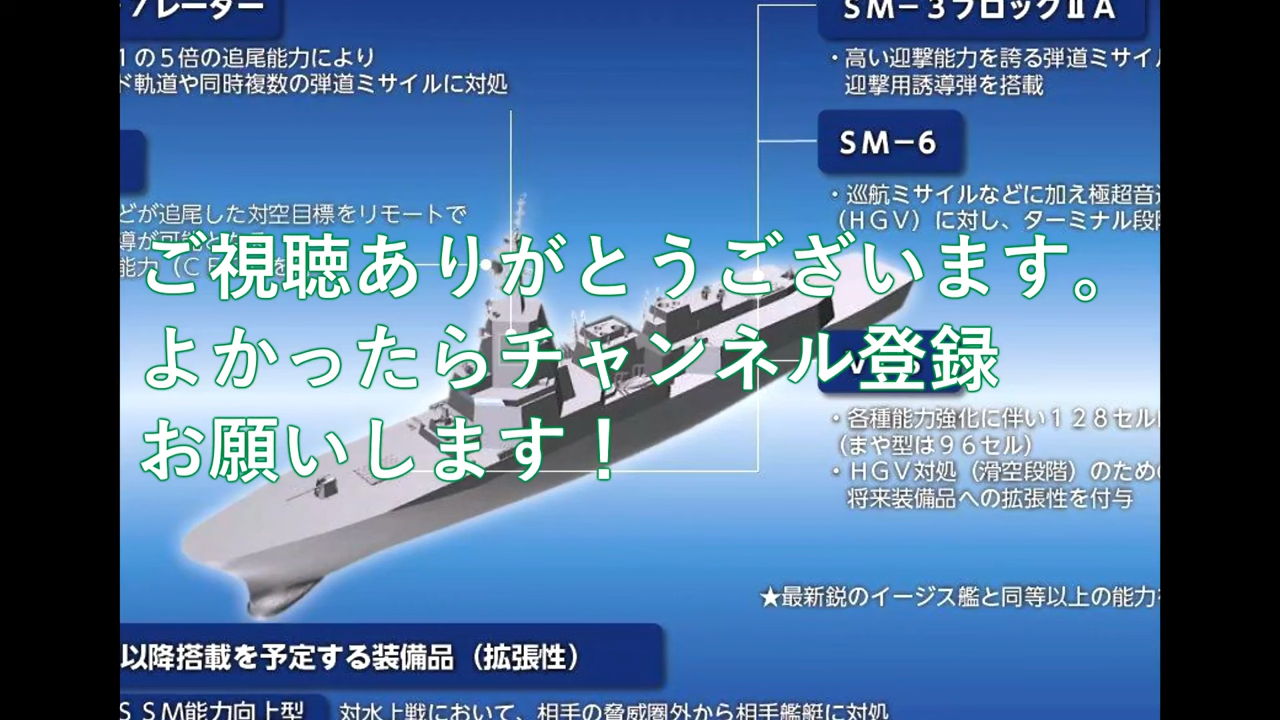 レーダー
１の５倍の追尾能力により
ド軌道や同時複数の弾道ミサイルに対処
どが追尾した対空目標をリモートで
ＳＭ－３ブロックⅡＡ
・高い迎撃能力を誇る弾道ミサイル
迎撃用誘導弾を搭載
ＳＭ－６
・巡航ミサイルなどに加え極超音速
（ＨＧＶ）に対し、ターミナル段階
ご視聴ありがとうございます。
よかったらチャンネル登録
お願いします！
・各種能力強化に伴い１２８セル
（まや型は９６セル）
・ＨＧＶ対処（滑空段階）のための
将来装備品への拡張性を付与
★最新鋭のイージス艦と同等以上の能力を
以降搭載を予定する装備品（拡張性）
ＳＳＭ能力向上型
対水上戦において、相手の脅威圏外から相手艦艇に対処